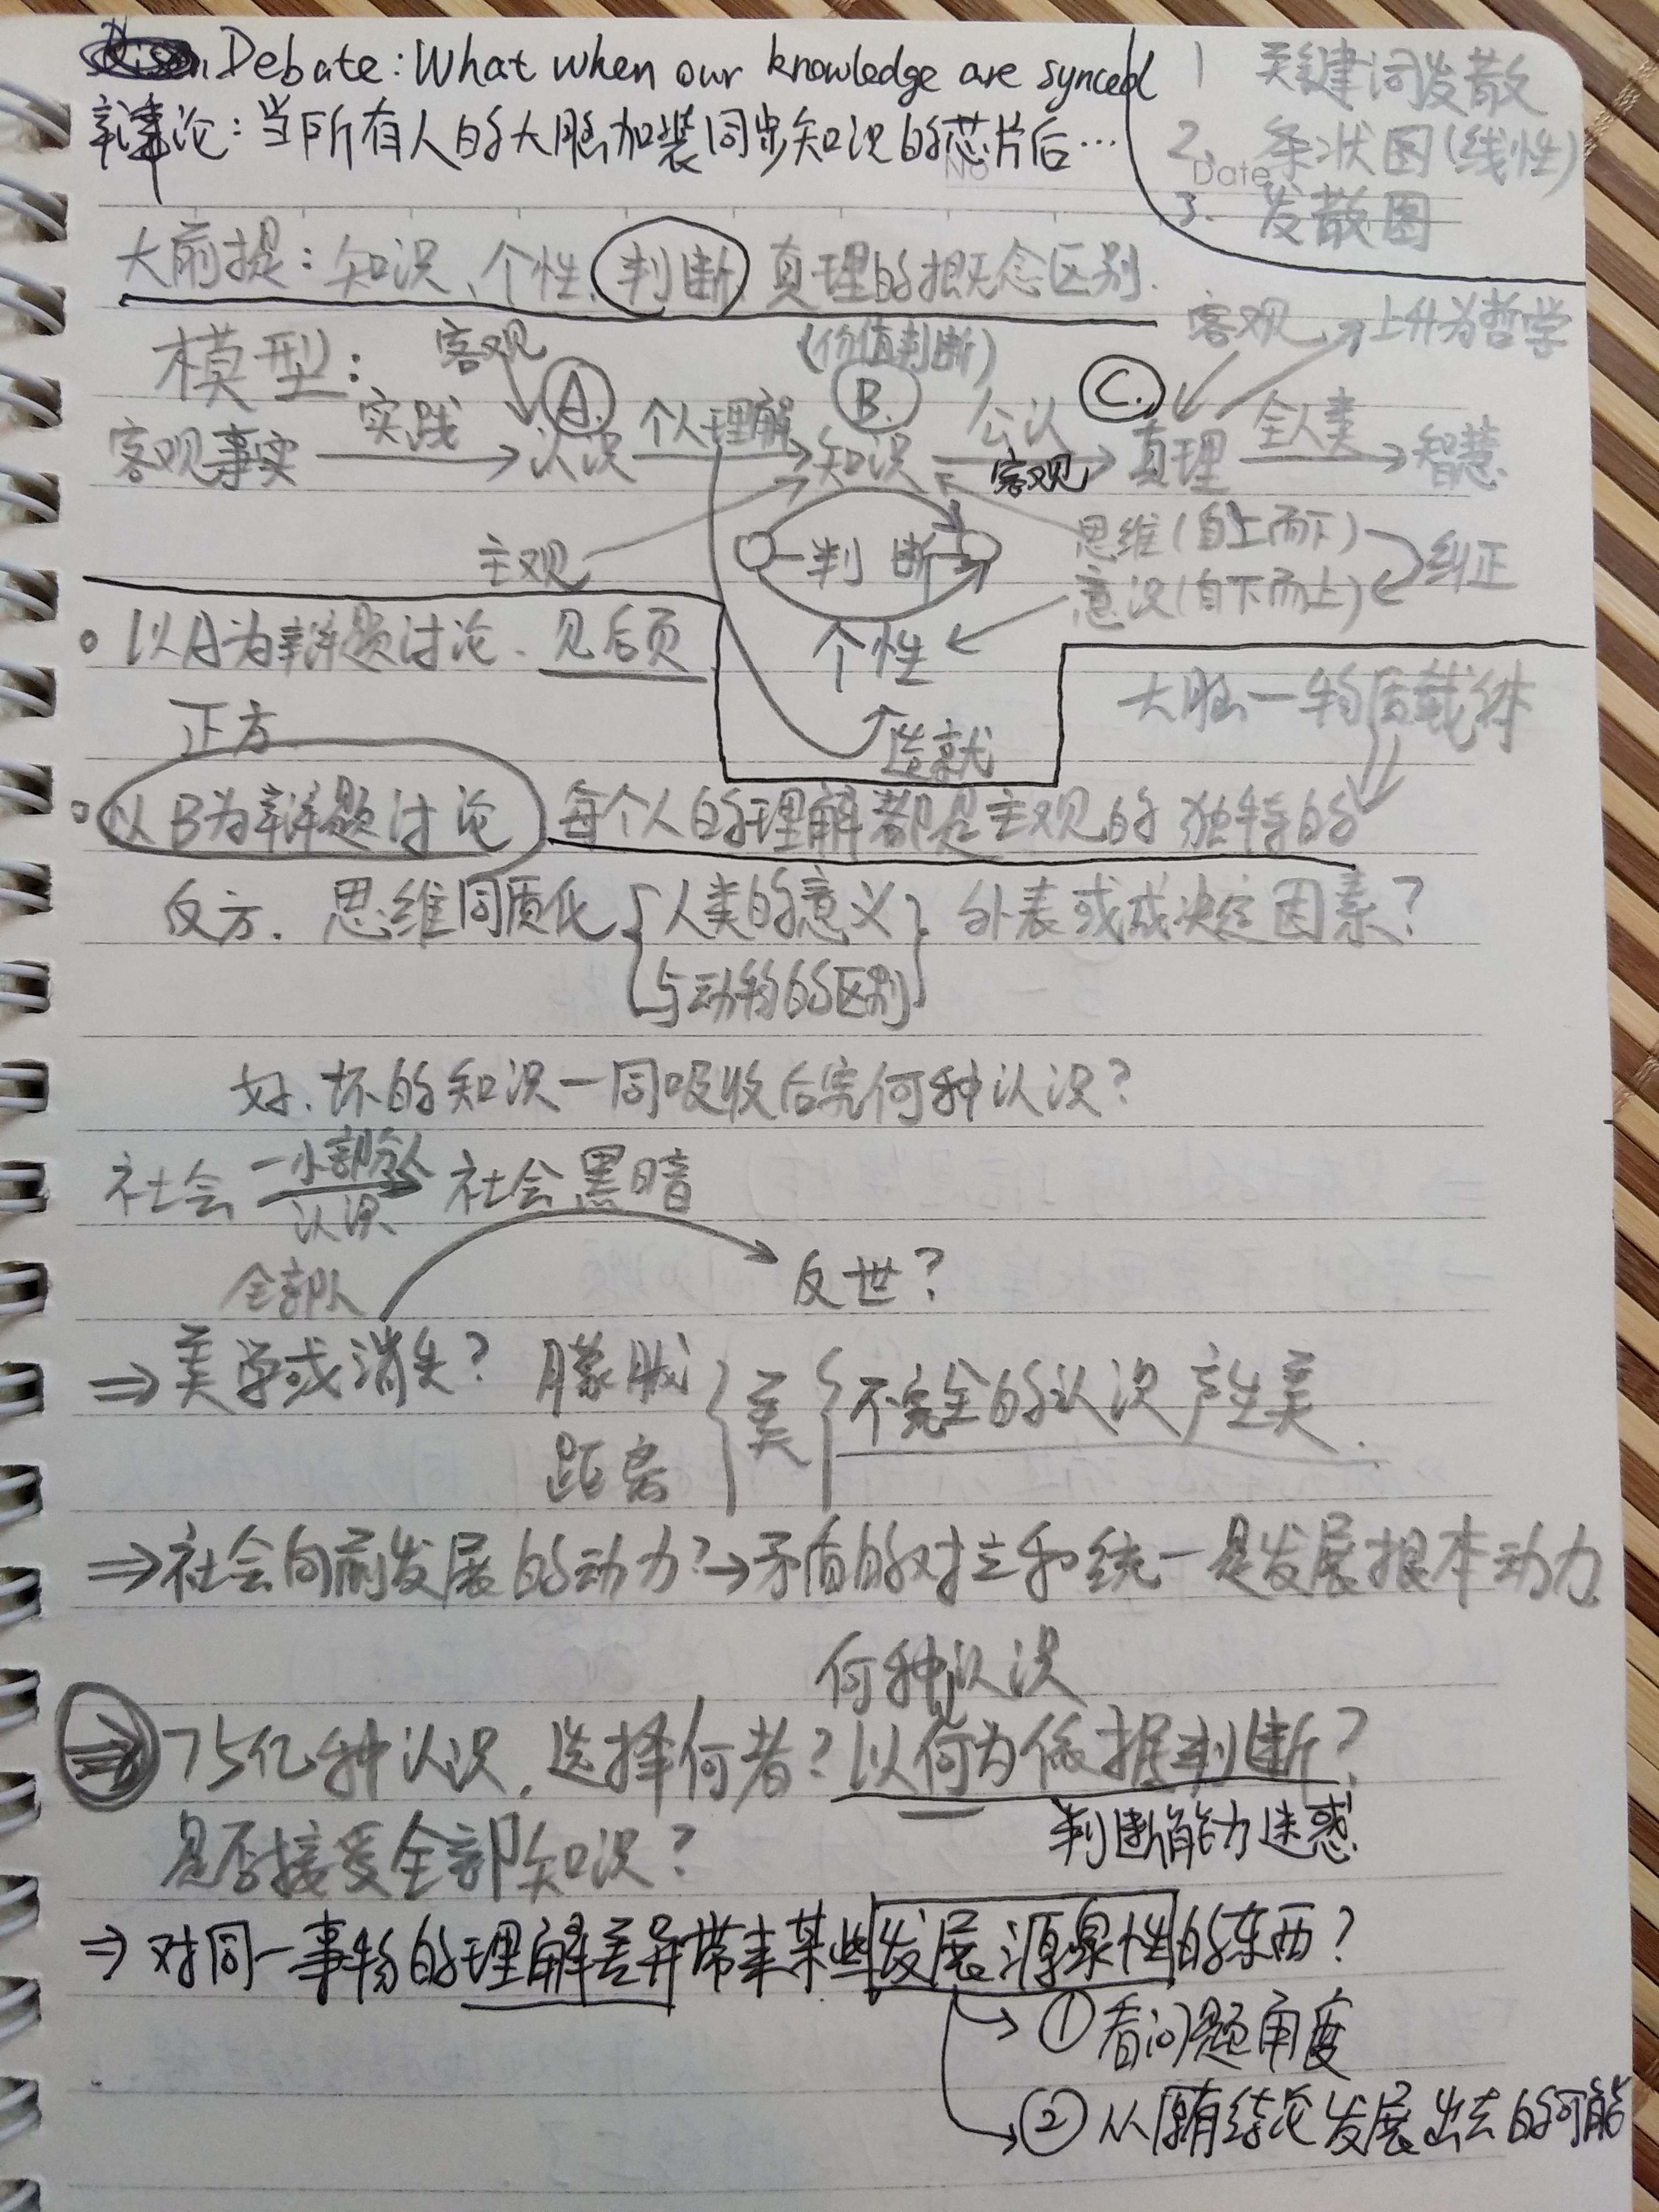 Debate: What when our knowledge are synced
辩论：当所有人的大脑加装同步知识的芯片后…
1 关键词发散
2. 条状图(线性)
3. 发散图
No
Date
大前提：知识、个性、判断 真理的概念区别.
模型：
客观
(价值判断)
客观 → 上升为哲学
A. B. C.
客观事实 实践 → 认识 个人理解 → 知识 公认 客观 → 真理 全人类 → 智慧
主观
判断
思维(自上而下)
意识(自下而上)
纠正
个性
造就
。以A为辩题讨论. 见后页
大脑—物质载体
正方
。以B为辩题讨论 每个人的理解都是主观的 独特的
反方. 思维同质化 {人类的意义} 外表或成决定因素？
与动物的区别
好、坏的知识一同吸收后究何种认识？
社会 一小部分人 认识 → 社会黑暗
全部认
反世？
⇒ 美学或消失？ 朦胧
距离
} 美 { 不完全的认识产生美.
⇒社会向前发展的动力？→矛盾的对立和统一是发展根本动力.
何种认识
⇒ 75亿种认识. 选择何者？以何为依据判断？
判断能力迷惑
是否接受全部知识？
⇒ 对同一事物的理解差异带来某些发展源泉性的东西？
→ ① 看问题角度
→ ② 从原有结论发展出去的可能